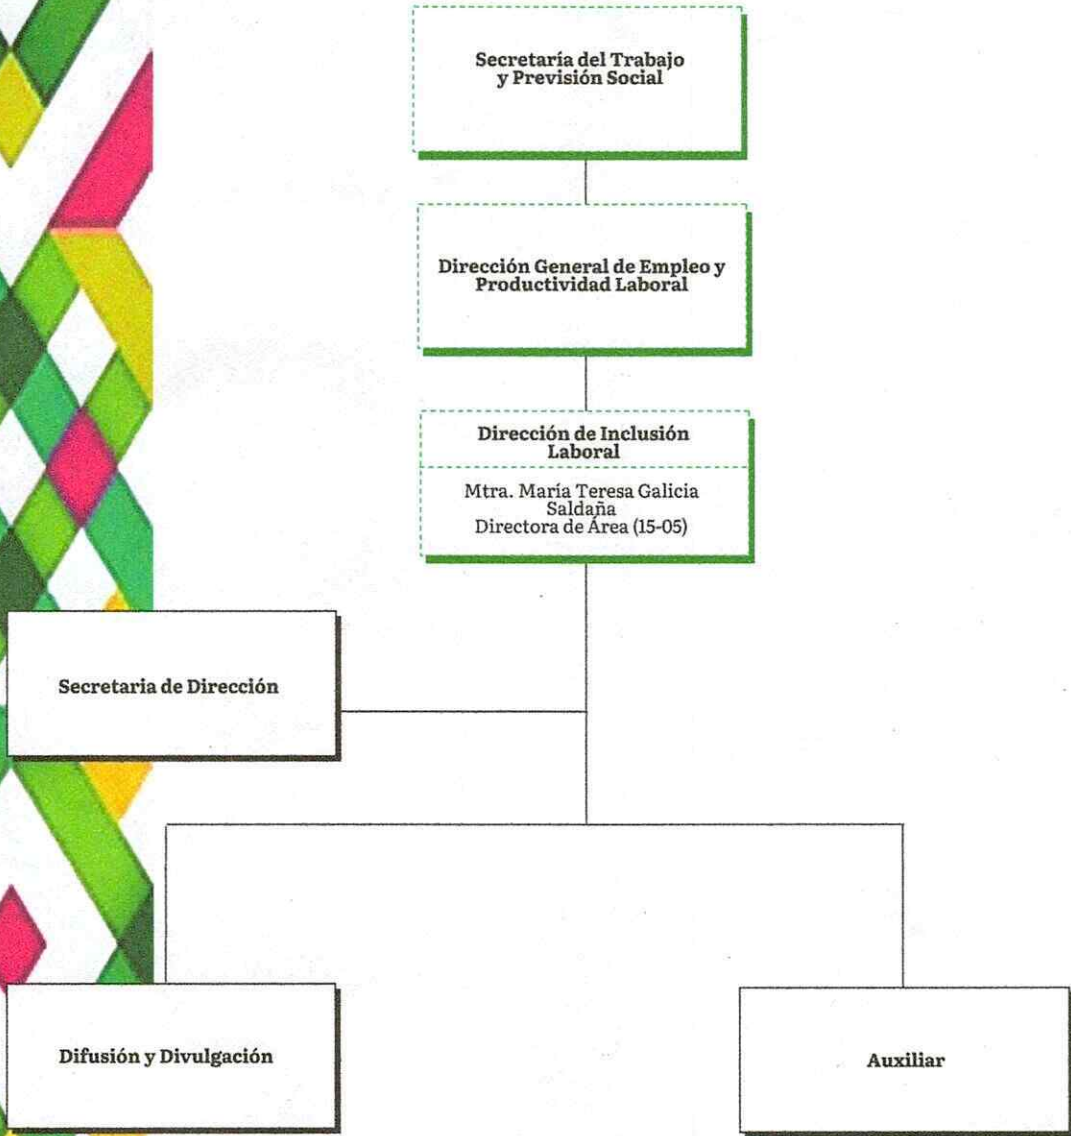 Secretaría del Trabajo
y Previsión Social
Dirección General de Empleo y
Productividad Laboral
Dirección de Inclusión
Laboral
Mtra. María Teresa Galicia
Saldaña
Directora de Área (15-05)
Secretaria de Dirección
Difusión y Divulgación
Auxiliar